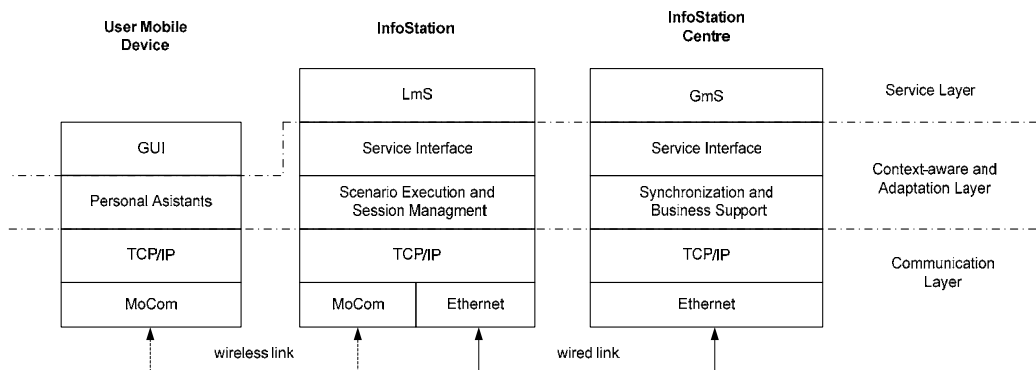 User Mobile
Device
InfoStation
InfoStation
Centre
LmS
GmS
Service Layer
GUI
Service Interface
Service Interface
Context-aware and
Adaptation Layer
Personal Asistants
Scenario Execution and
Session Managment
Synchronization and
Business Support
TCP/IP
TCP/IP
TCP/IP
Communication
Layer
MoCom
MoCom
Ethernet
Ethernet
wireless link
wired link